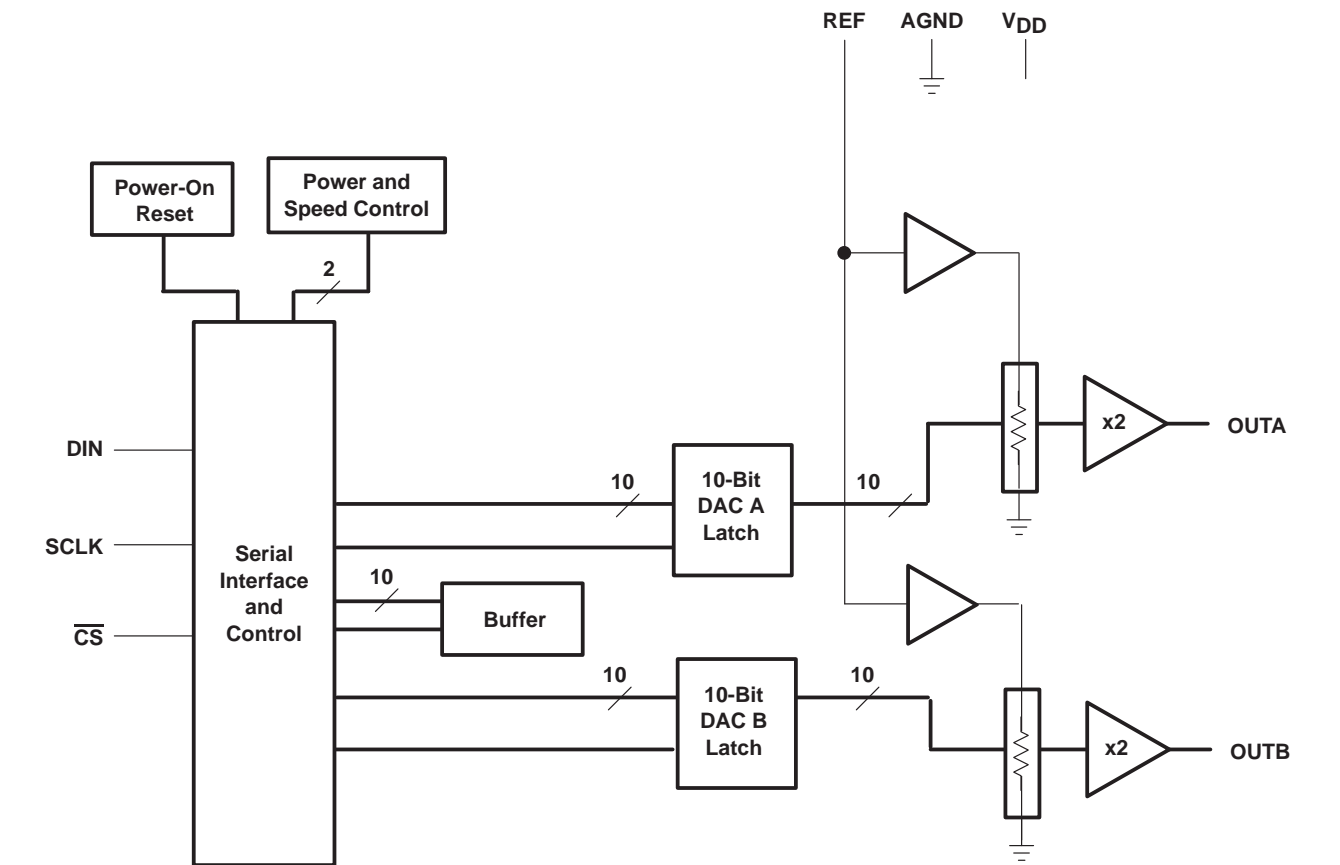 REF AGND VDD
Power-On
Reset
Power and
Speed Control
2
DIN
SCLK
CS
Serial
Interface
and
Control
10
10-Bit
DAC A
Latch
10
x2
OUTA
10
Buffer
10
10-Bit
DAC B
Latch
10
x2
OUTB